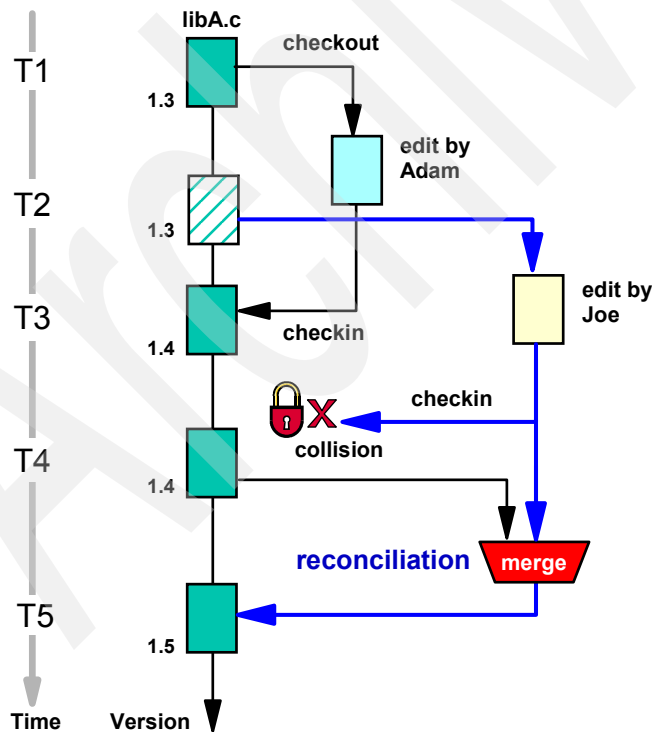 libA.c
checkout
T1
1.3
edit by
Adam
T2
1.3
edit by
Joe
T3
checkin
1.4
checkin
X
collision
T4
1.4
reconciliation
merge
T5
1.5
Time
Version